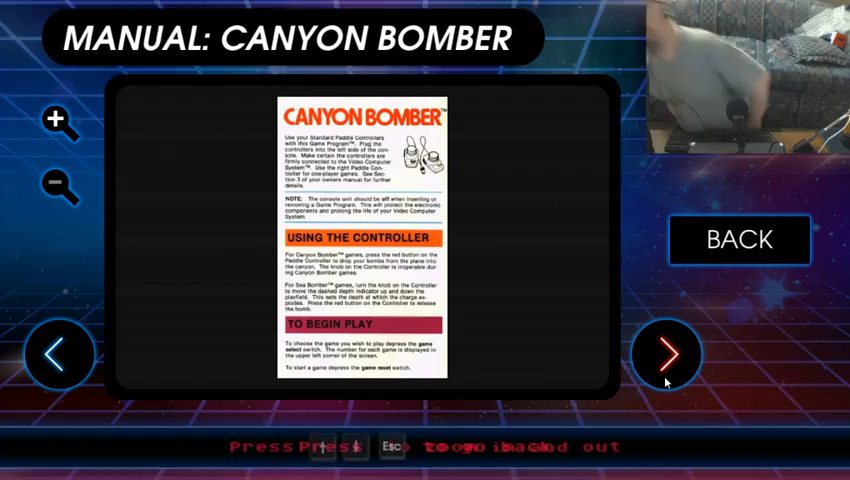 MANUAL: CANYON BOMBER
CANYON BOMBER™
Use your Standard Paddle Controllers
with this Game Program™. Plug the
controllers into the left side of the con-
sole. Make certain the controllers are
firmly connected to the Video Computer
System™. Use the right Paddle Con-
troller for one-player games. See Sec-
tion 3 of your owners manual for further
details.
NOTE: The console unit should be off when inserting or
removing a Game Program. This will protect the electronic
components and prolong the life of your Video Computer
System.
USING THE CONTROLLER
For Canyon Bomber™ games, press the red button on the
Paddle Controller to drop your bombs from the plane into
the canyon. The knob on the Controller is inoperable dur-
ing Canyon Bomber games.
For Sea Bomber™ games, turn the knob on the Controller
to move the dashed depth indicator up and down the
playfield. This sets the depth at which the charge ex-
plodes. Press the red button on the Controller to release
the bomb.
TO BEGIN PLAY
To choose the game you wish to play depress the game
select switch. The number for each game is displayed in
the upper left corner of the screen.
To start a game depress the game reset switch.
BACK
Press Esc to go back